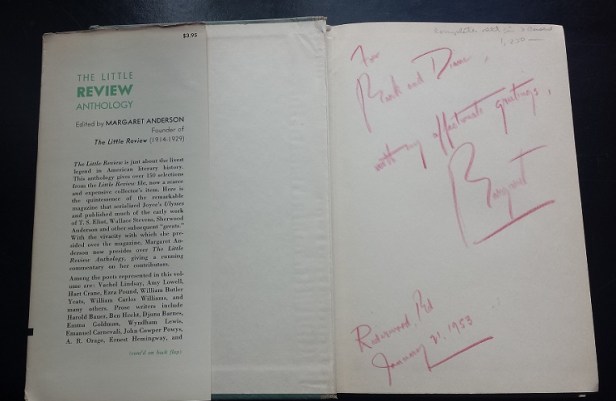 $3.95
THE LITTLE
REVIEW
ANTHOLOGY
Edited by MARGARET ANDERSON
Founder of
The Little Review (1914-1929)
The Little Review is just about the livest
legend in American literary history.
This anthology gives over 130 selections
from the Little Review file, now a scarce
and expensive collector's item. Here is
the quintessence of the remarkable
magazine that serialized Joyce's Ulysses
and published much of the early work
of T. S. Eliot, Wallace Stevens, Sherwood
Anderson and other subsequent "greats."
With the vivacity with which she pre-
sided over the magazine, Margaret An-
derson now presides over The Little
Review Anthology, giving a running
commentary on her contributors.
Among the poets represented in this vol-
ume are: Vachel Lindsay, Amy Lowell,
Hart Crane, Ezra Pound, William Butler
Yeats, William Carlos Williams, and
many others. Prose writers include
Harold Bauer, Ben Hecht, Djuna Barnes,
Emma Goldman, Wyndham Lewis,
Emanuel Carnevali, John Cowper Powys,
A. R. Orage, Ernest Hemingway, and
(cont'd on back flap)
For
and
with my affectionate greetings,
Margaret
January 31, 1953